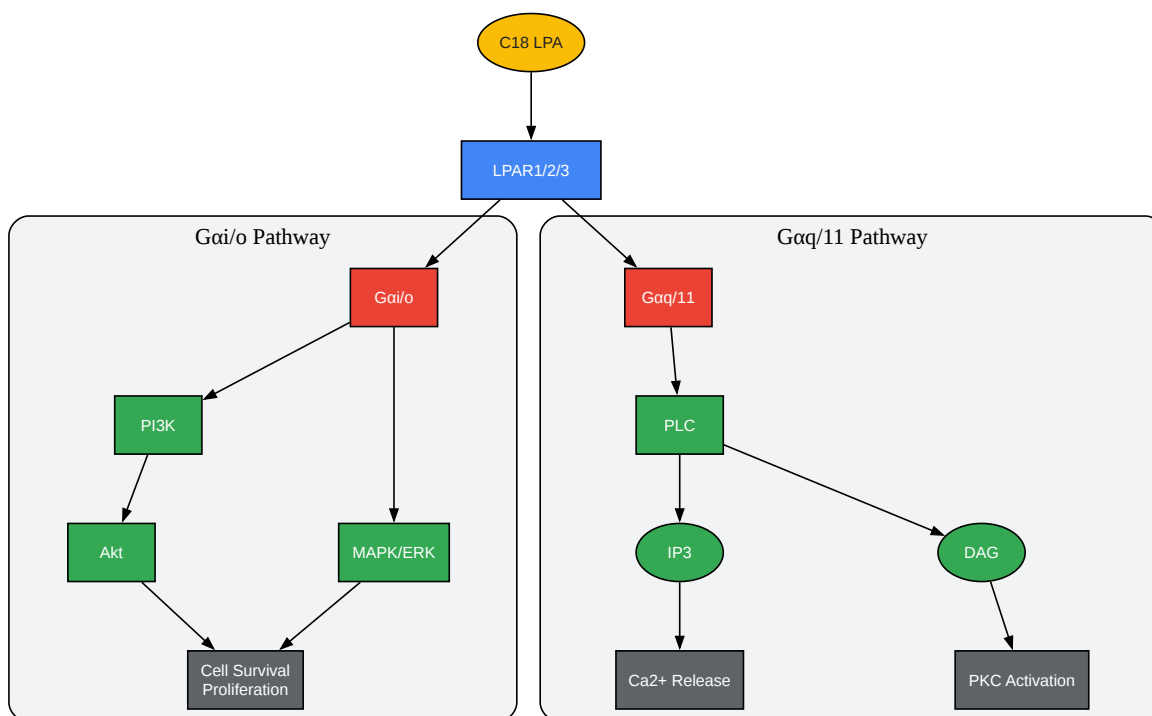 C18 LPA
LPAR1/2/3
Gαi/o Pathway
Gαq/11 Pathway
Gαi/o
Gαq/11
PI3K
PLC
Akt
MAPK/ERK
IP3
DAG
Cell Survival
Proliferation
Ca2+ Release
PKC Activation